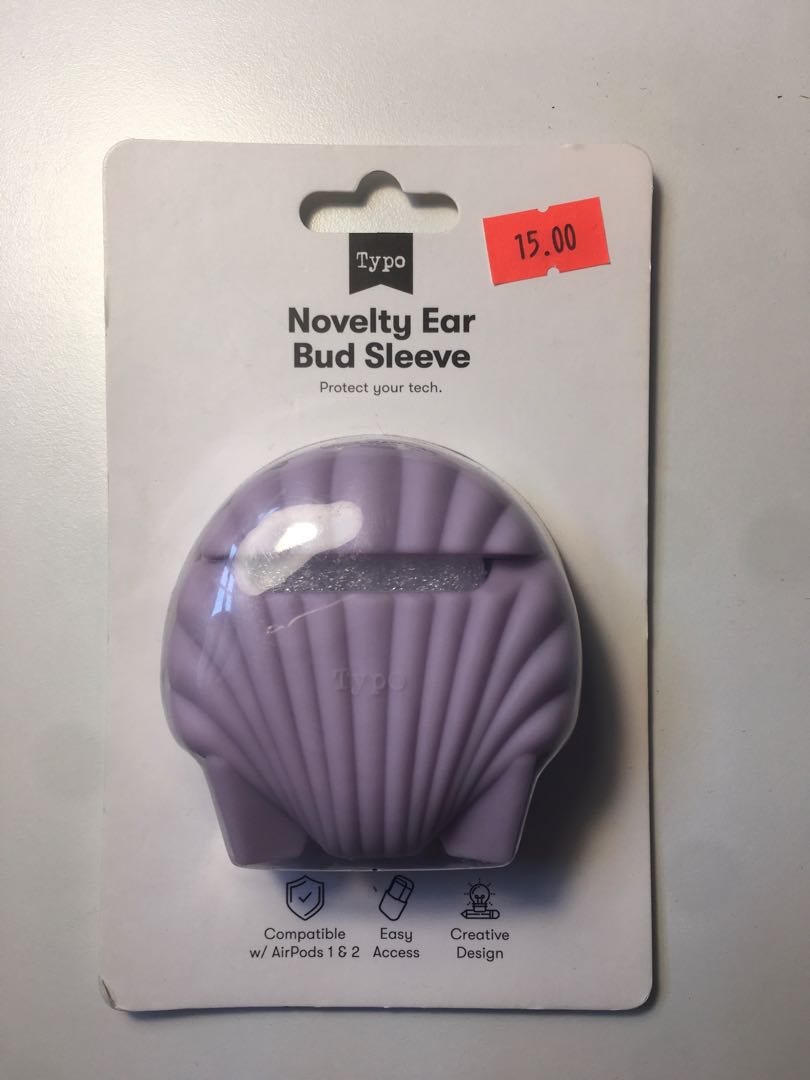 Typo
15.00
Novelty Ear
Bud Sleeve
Protect your tech.
Typo
Compatible
w/ AirPods 1 & 2
Easy
Access
Creative
Design